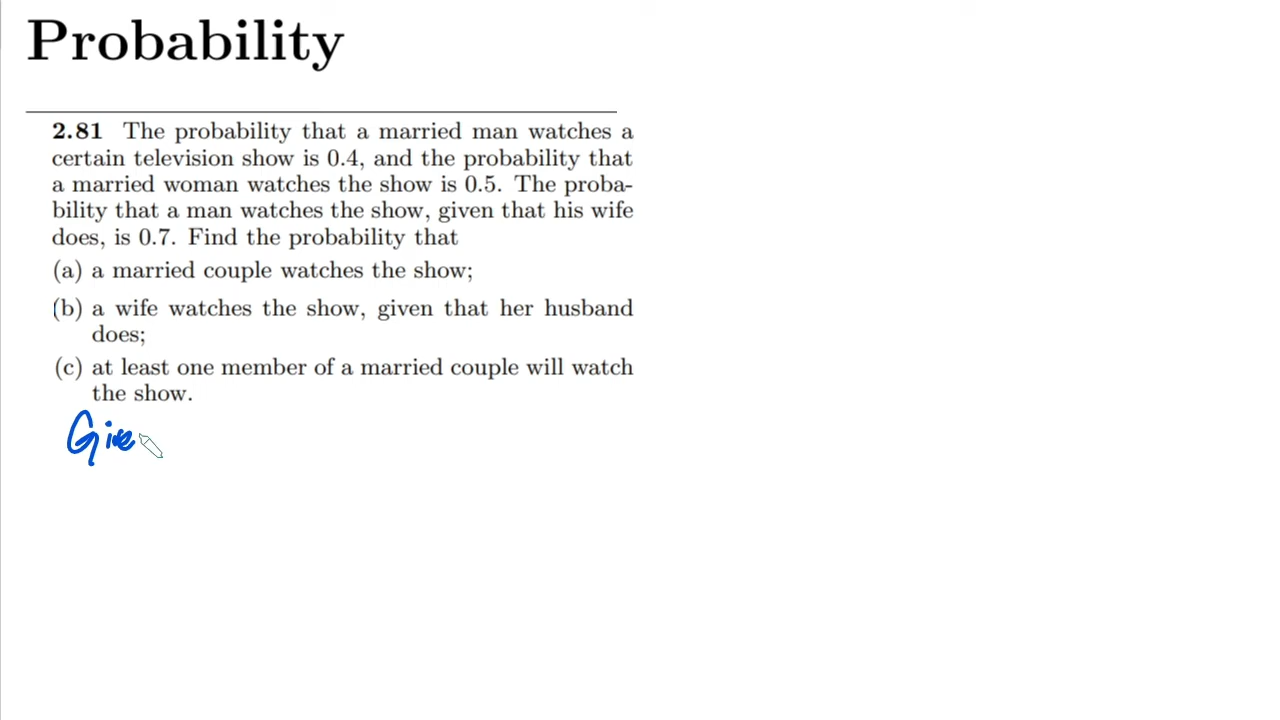 Probability
2.81 The probability that a married man watches a
certain television show is 0.4, and the probability that
a married woman watches the show is 0.5. The proba-
bility that a man watches the show, given that his wife
does, is 0.7. Find the probability that
(a) a married couple watches the show;
(b) a wife watches the show, given that her husband
does;
(c) at least one member of a married couple will watch
the show.
Give